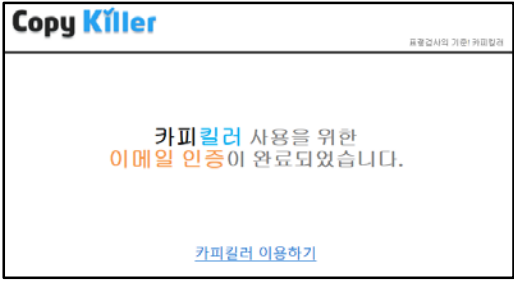 Copy Killer
표절검사의 기준! 카피킬러
카피킬러 사용을 위한
이메일 인증이 완료되었습니다.
카피킬러 이용하기